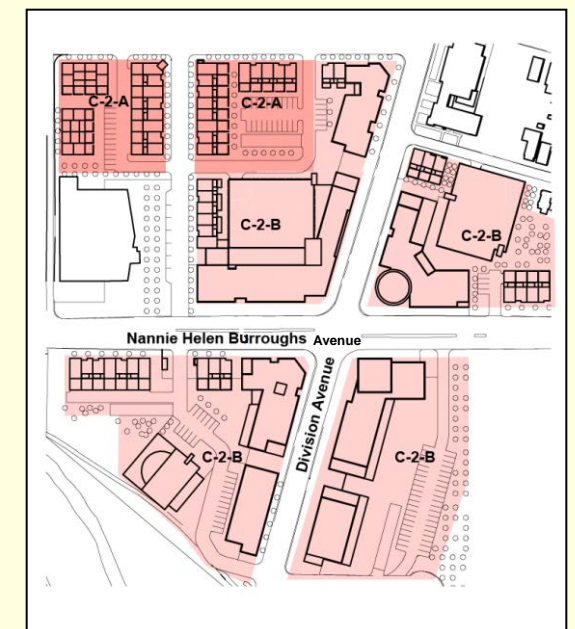 C-2-A
C-2-A
C-2-B
C-2-B
Nannie Helen Burroughs Avenue
Division Avenue
C-2-B
C-2-B